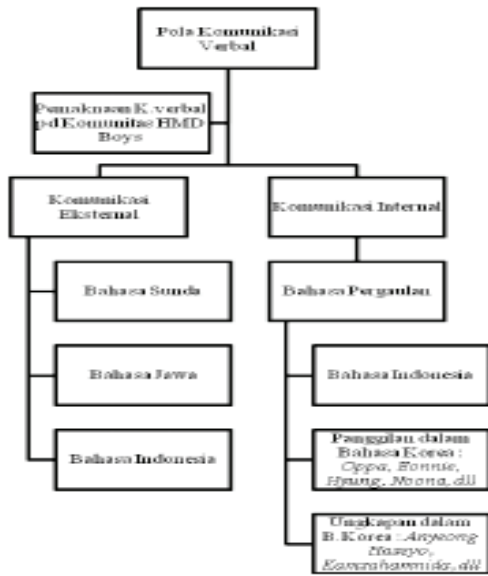 Pola Komunikasi
Verbal
Pemaknaan K.verbal
pd Komunitas HMD
Boys
Komunikasi
Eksternal
Komunikasi Internal
Bahasa Sunda
Bahasa Pergaulan
Bahasa Jawa
Bahasa Indonesia
Bahasa Indonesia
Panggilan dalam
Bahasa Korea :
Oppa, Eonnie,
Hyung, Noona, dll
Ungkapan dalam
B.Korea : Anyeong
Haseyo,
Kamsahamnida, dll